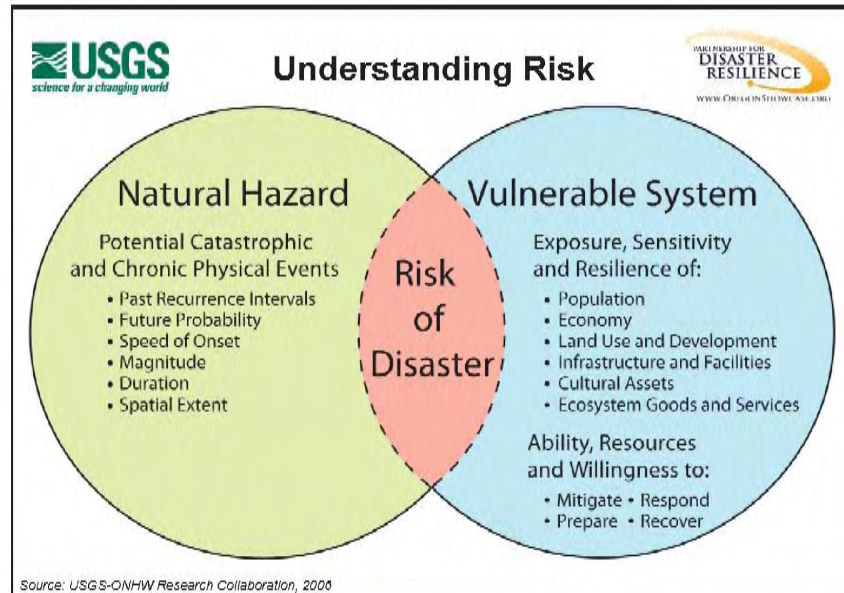 USGS
science for a changing world
Understanding Risk
PARTNERSHIP FOR
DISASTER
RESILIENCE
WWW.OREGONSHOWCASE.ORG
Natural Hazard
Potential Catastrophic
and Chronic Physical Events
• Past Recurrence Intervals
• Future Probability
• Speed of Onset
• Magnitude
• Duration
• Spatial Extent
Risk
of
Disaster
Vulnerable System
Exposure, Sensitivity
and Resilience of:
• Population
• Economy
• Land Use and Development
• Infrastructure and Facilities
• Cultural Assets
• Ecosystem Goods and Services
Ability, Resources
and Willingness to:
• Mitigate • Respond
• Prepare • Recover
Source: USGS-ONHW Research Collaboration, 2006